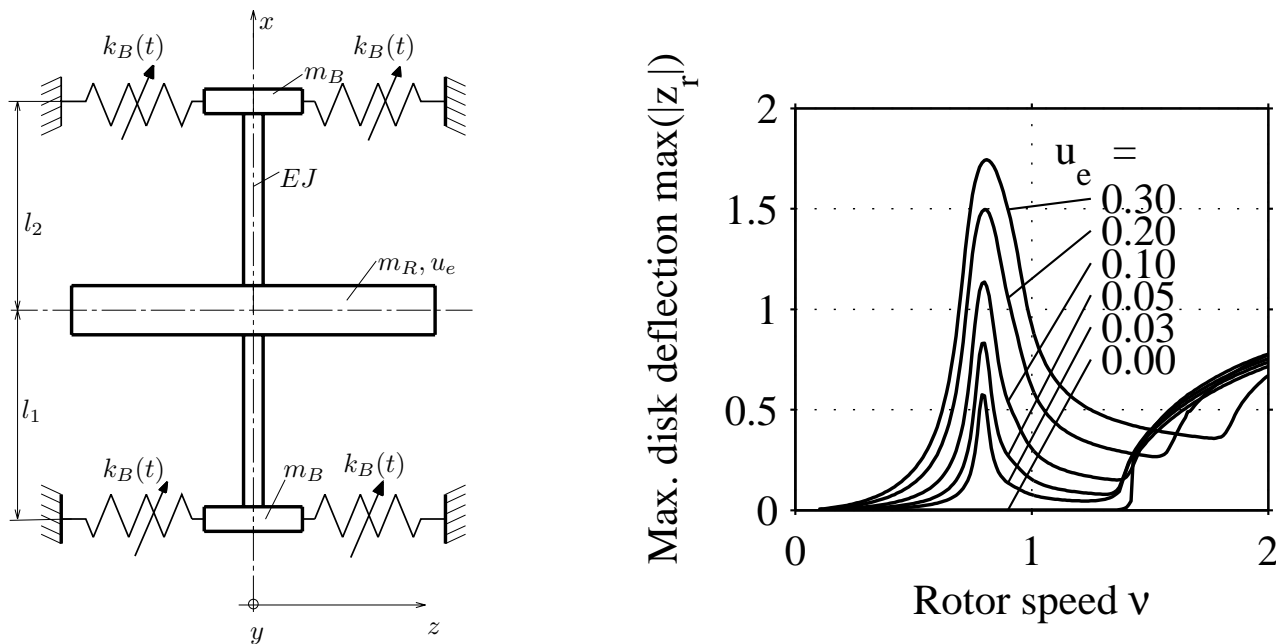 x
k_B(t)
k_B(t)
m_B
EJ
l_2
m_R, u_e
l_1
k_B(t)
m_B
k_B(t)
y
z
Max. disk deflection max(|z_r|)
2
1.5
1
0.5
0
u_e =
0.30
0.20
0.10
0.05
0.03
0.00
0
1
2
Rotor speed ν